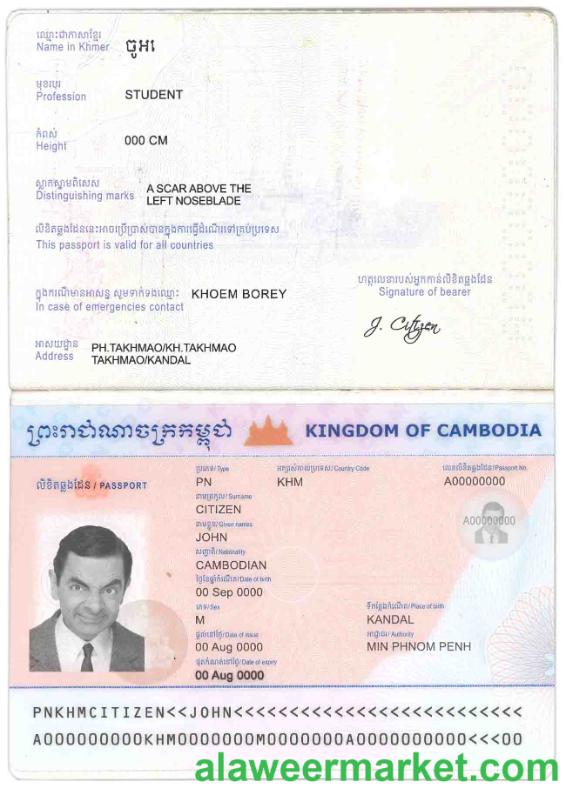 ឈ្មោះជាភាសាខ្មែរ
Name in Khmer
ចូអរ
មុខរបរ
Profession
STUDENT
កំពស់
Height
000 CM
ស្លាកស្នាមពិសេស
Distinguishing marks
A SCAR ABOVE THE
LEFT NOSEBLADE
លិខិតឆ្លងដែននេះអាចប្រើប្រាស់បានក្នុងការធ្វើដំណើរទៅគ្រប់ប្រទេស
This passport is valid for all countries
ក្នុងករណីមានអាសន្ន សូមទាក់ទងឈ្មោះ
In case of emergencies contact
KHOEM BOREY
ហត្ថលេខារបស់អ្នកកាន់លិខិតឆ្លងដែន
Signature of bearer
J. Citizen
អាសយដ្ឋាន
Address
PH.TAKHMAO/KH.TAKHMAO
TAKHMAO/KANDAL
ព្រះរាជាណាចក្រកម្ពុជា KINGDOM OF CAMBODIA
លិខិតឆ្លងដែន / PASSPORT
ប្រភេទ/Type
PN
អក្សរសំគាល់ប្រទេស/Country Code
KHM
លេខលិខិតឆ្លងដែន/Passport No.
A00000000
នាមត្រកូល/Surname
CITIZEN
នាមខ្លួន/Given names
JOHN
សញ្ជាតិ/Nationality
CAMBODIAN
ថ្ងៃខែឆ្នាំកំណើត/Date of birth
00 Sep 0000
ភេទ/Sex
M
ទីកន្លែងកំណើត/Place of birth
KANDAL
ផ្តល់នៅថ្ងៃ/Date of issue
00 Aug 0000
អាជ្ញាធរ/Authority
MIN PHNOM PENH
ផុតកំណត់នៅថ្ងៃ/Date of expiry
00 Aug 0000
A00000000
PNKHMCITIZEN<<JOHN<<<<<<<<<<<<<<<<<<<<<<<<<<
A000000000KHM0000000M0000000A0000000000<<<00
alaweermarket.com